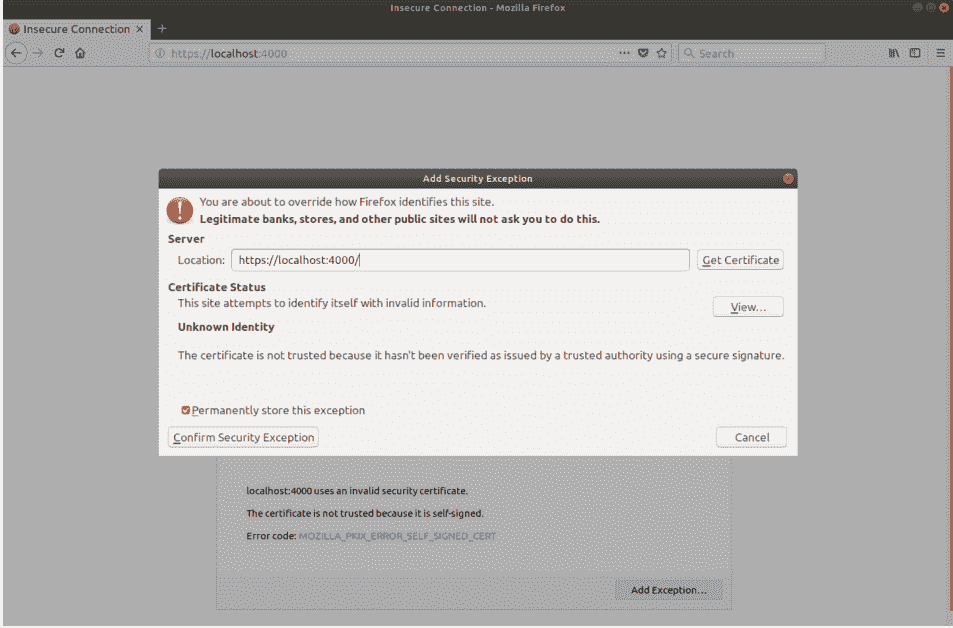 Insecure Connection - Mozilla Firefox
Insecure Connection
https://localhost:4000
Search
Add Security Exception
You are about to override how Firefox identifies this site.
Legitimate banks, stores, and other public sites will not ask you to do this.
Server
Location: https://localhost:4000/ Get Certificate
Certificate Status
This site attempts to identify itself with invalid information.
View...
Unknown Identity
The certificate is not trusted because it hasn't been verified as issued by a trusted authority using a secure signature.
Permanently store this exception
Confirm Security Exception Cancel
localhost:4000 uses an invalid security certificate.
The certificate is not trusted because it is self-signed.
Error code: MOZILLA_PKIX_ERROR_SELF_SIGNED_CERT
Add Exception...